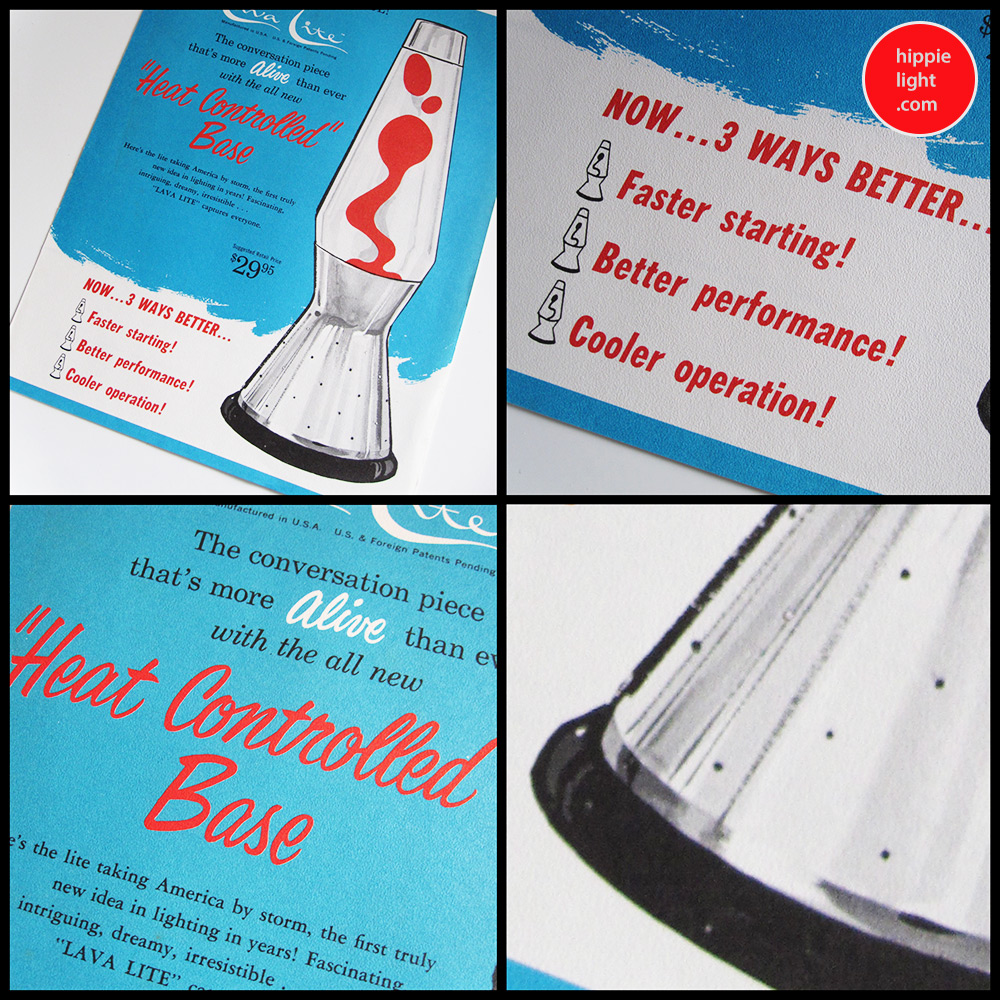 Lava Lite
Manufactured in U.S.A. U.S. & Foreign Patents Pending
The conversation piece
that's more Alive than ever
with the all new
"Heat Controlled"
Base
Here's the lite taking America by storm, the first truly
new idea in lighting in years! Fascinating,
intriguing, dreamy, irresistible . . .
"LAVA LITE" captures everyone.
Suggested Retail Price
$29.95
NOW...3 WAYS BETTER...
Faster starting!
Better performance!
Cooler operation!
hippie
light
.com
NOW...3 WAYS BETTER...
Faster starting!
Better performance!
Cooler operation!
Lite
nufactured in U.S.A. U.S. & Foreign Patents Pending
The conversation piece
that's more Alive than ev
with the all new
"Heat Controlled
Base
e's the lite taking America by storm, the first truly
new idea in lighting in years! Fascinating
intriguing, dreamy, irresistible .
"LAVA LITE"